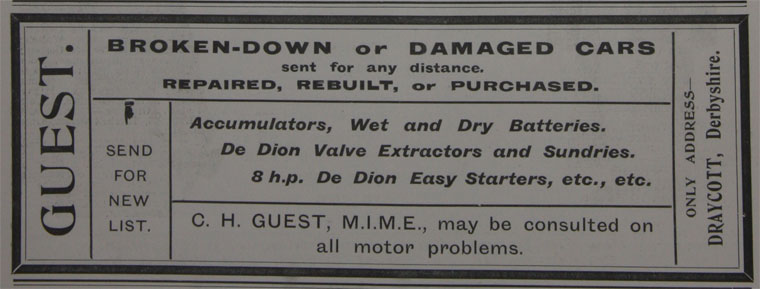 GUEST.
BROKEN-DOWN or DAMAGED CARS
sent for any distance.
REPAIRED, REBUILT, or PURCHASED.
SEND
FOR
NEW
LIST.
Accumulators, Wet and Dry Batteries.
De Dion Valve Extractors and Sundries.
8 h.p. De Dion Easy Starters, etc., etc.
C. H. GUEST, M.I.M.E., may be consulted on
all motor problems.
ONLY ADDRESS—
DRAYCOTT, Derbyshire.